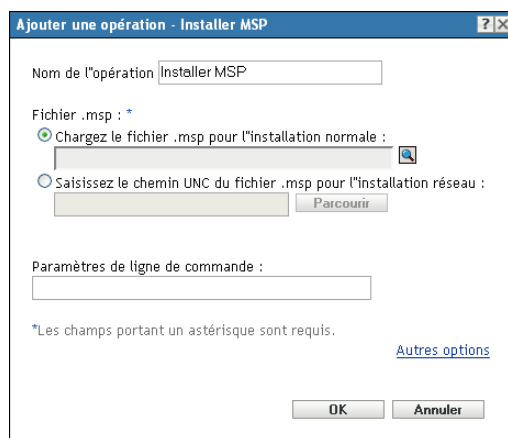 Ajouter une opération - Installer MSP
Nom de l"opération Installer MSP
Fichier .msp : *
Chargez le fichier .msp pour l"installation normale :
Saisissez le chemin UNC du fichier .msp pour l"installation réseau :
Parcourir
Paramètres de ligne de commande :
*Les champs portant un astérisque sont requis.
Autres options
OK Annuler